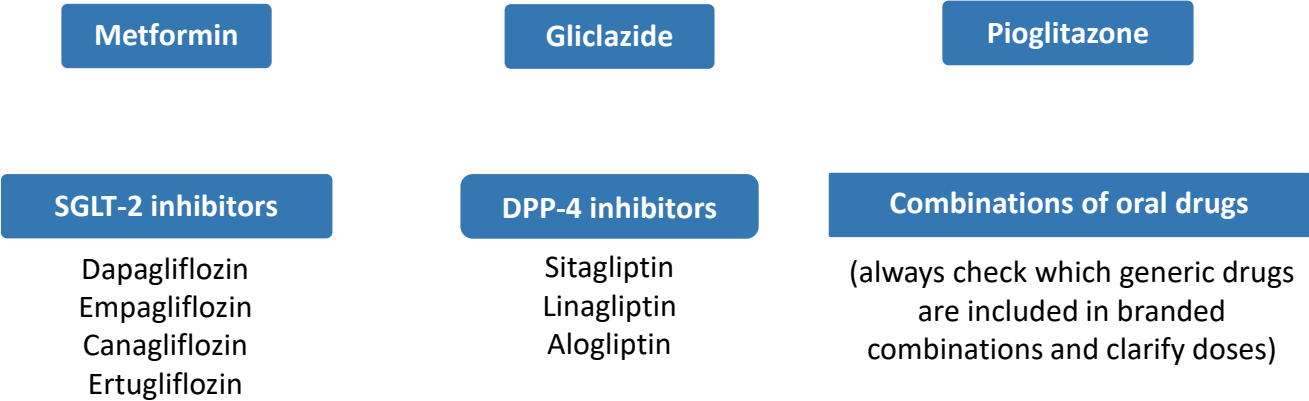 Metformin
Gliclazide
Pioglitazone
SGLT-2 inhibitors
Dapagliflozin
Empagliflozin
Canagliflozin
Ertugliflozin
DPP-4 inhibitors
Sitagliptin
Linagliptin
Alogliptin
Combinations of oral drugs
(always check which generic drugs
are included in branded
combinations and clarify doses)